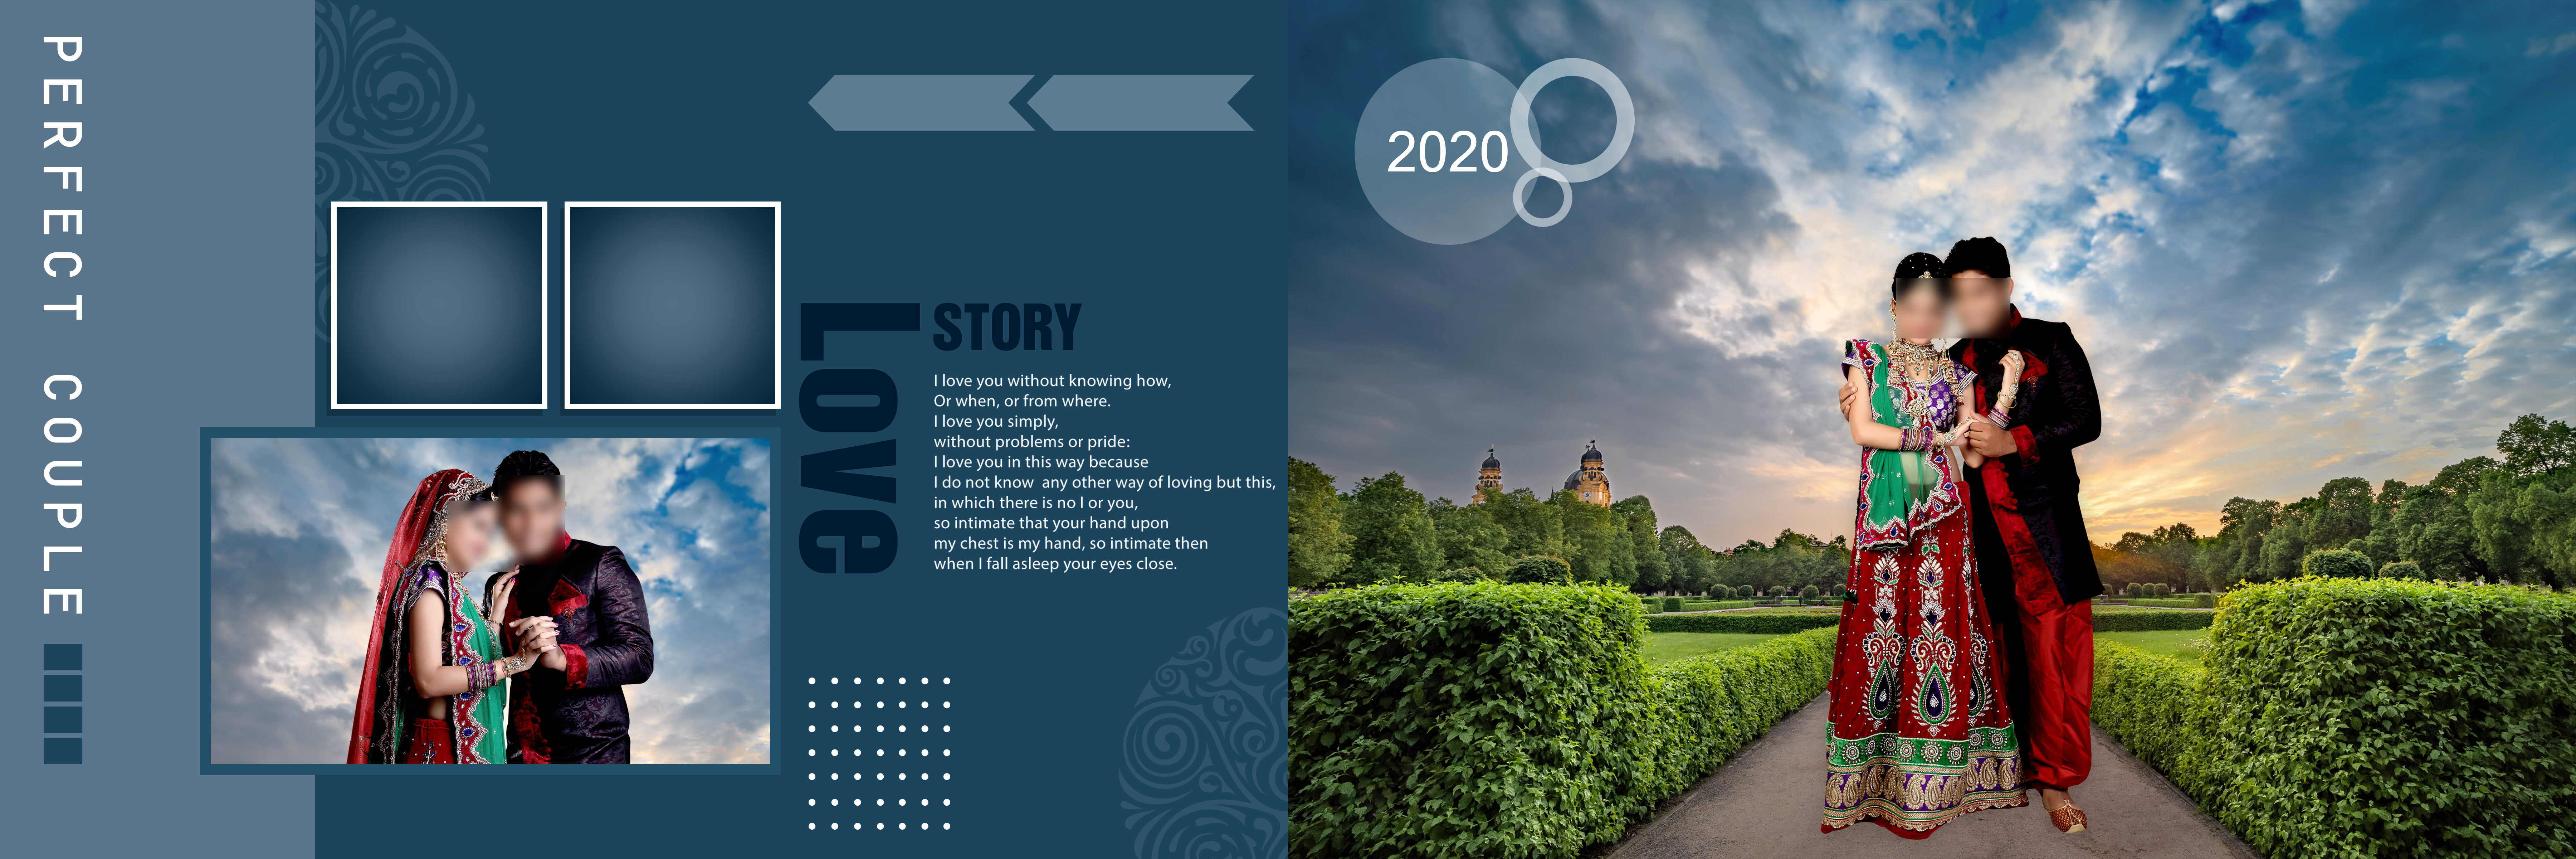 PERFECT COUPLE
Love
STORY
I love you without knowing how,
Or when, or from where.
I love you simply,
without problems or pride:
I love you in this way because
I do not know  any other way of loving but this,
in which there is no I or you,
so intimate that your hand upon
my chest is my hand, so intimate then
when I fall asleep your eyes close.
2020